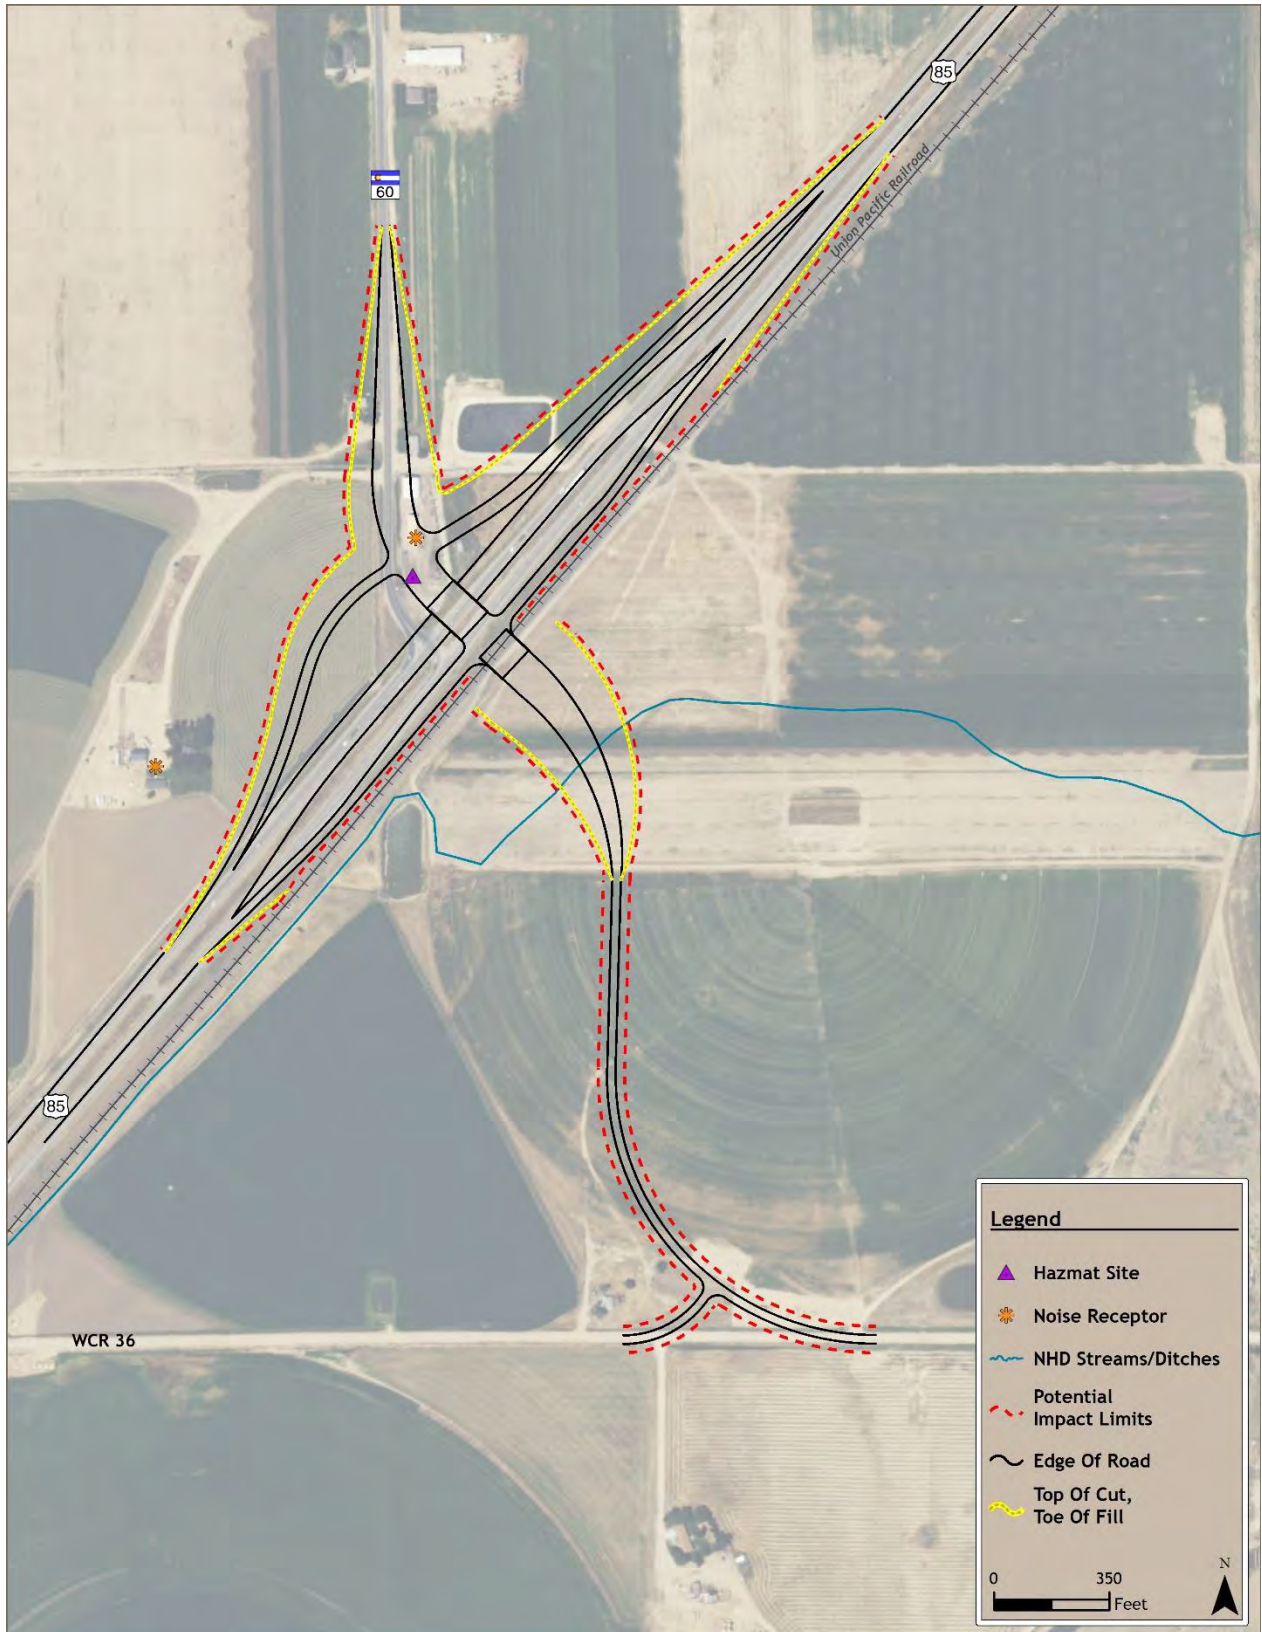 85
60
Union Pacific Railroad
85
WCR 36
Legend
Hazmat Site
Noise Receptor
NHD Streams/Ditches
Potential
Impact Limits
Edge Of Road
Top Of Cut,
Toe Of Fill
N
0 350
Feet